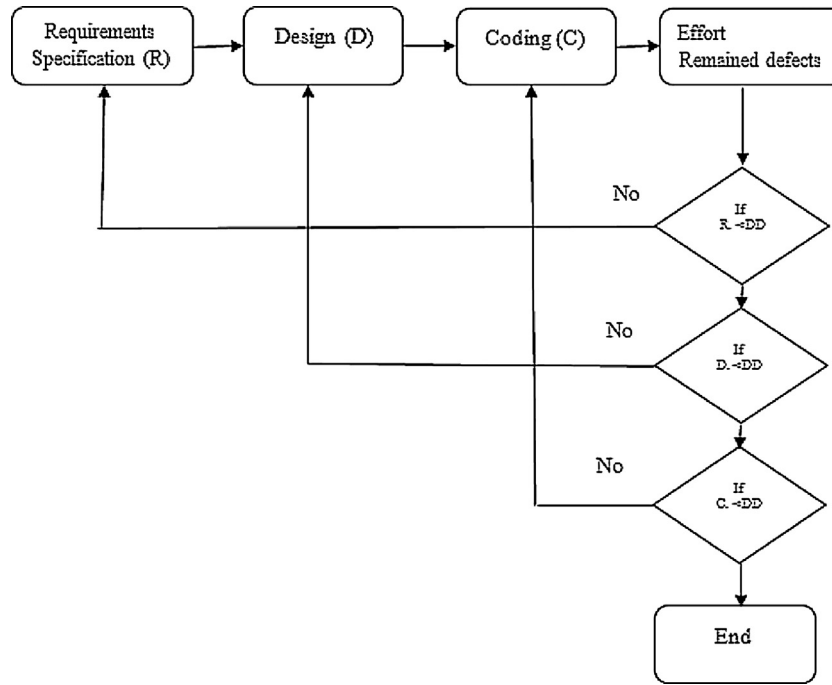 Requirements
Specification (R)
Design (D)
Coding (C)
Effort
Remained defects
No
If
R. <DD
No
If
D. <DD
No
If
C. <DD
End